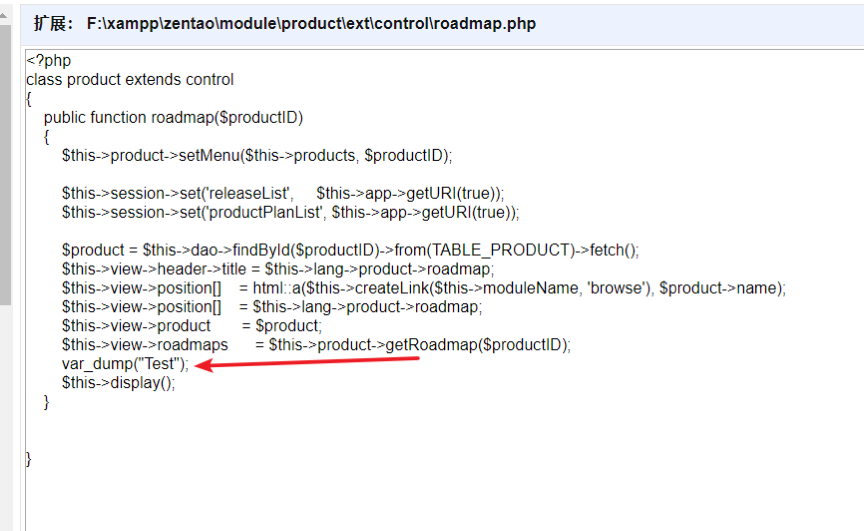 扩展： F:\xampp\zentao\module\product\ext\control\roadmap.php
<?php
class product extends control
{
    public function roadmap($productID)
    {
        $this->product->setMenu($this->products, $productID);

        $this->session->set('releaseList',     $this->app->getURI(true));
        $this->session->set('productPlanList', $this->app->getURI(true));

        $product = $this->dao->findById($productID)->from(TABLE_PRODUCT)->fetch();
        $this->view->header->title = $this->lang->product->roadmap;
        $this->view->position[]    = html::a($this->createLink($this->moduleName, 'browse'), $product->name);
        $this->view->position[]    = $this->lang->product->roadmap;
        $this->view->product       = $product;
        $this->view->roadmaps      = $this->product->getRoadmap($productID);
        var_dump("Test");
        $this->display();
    }


}